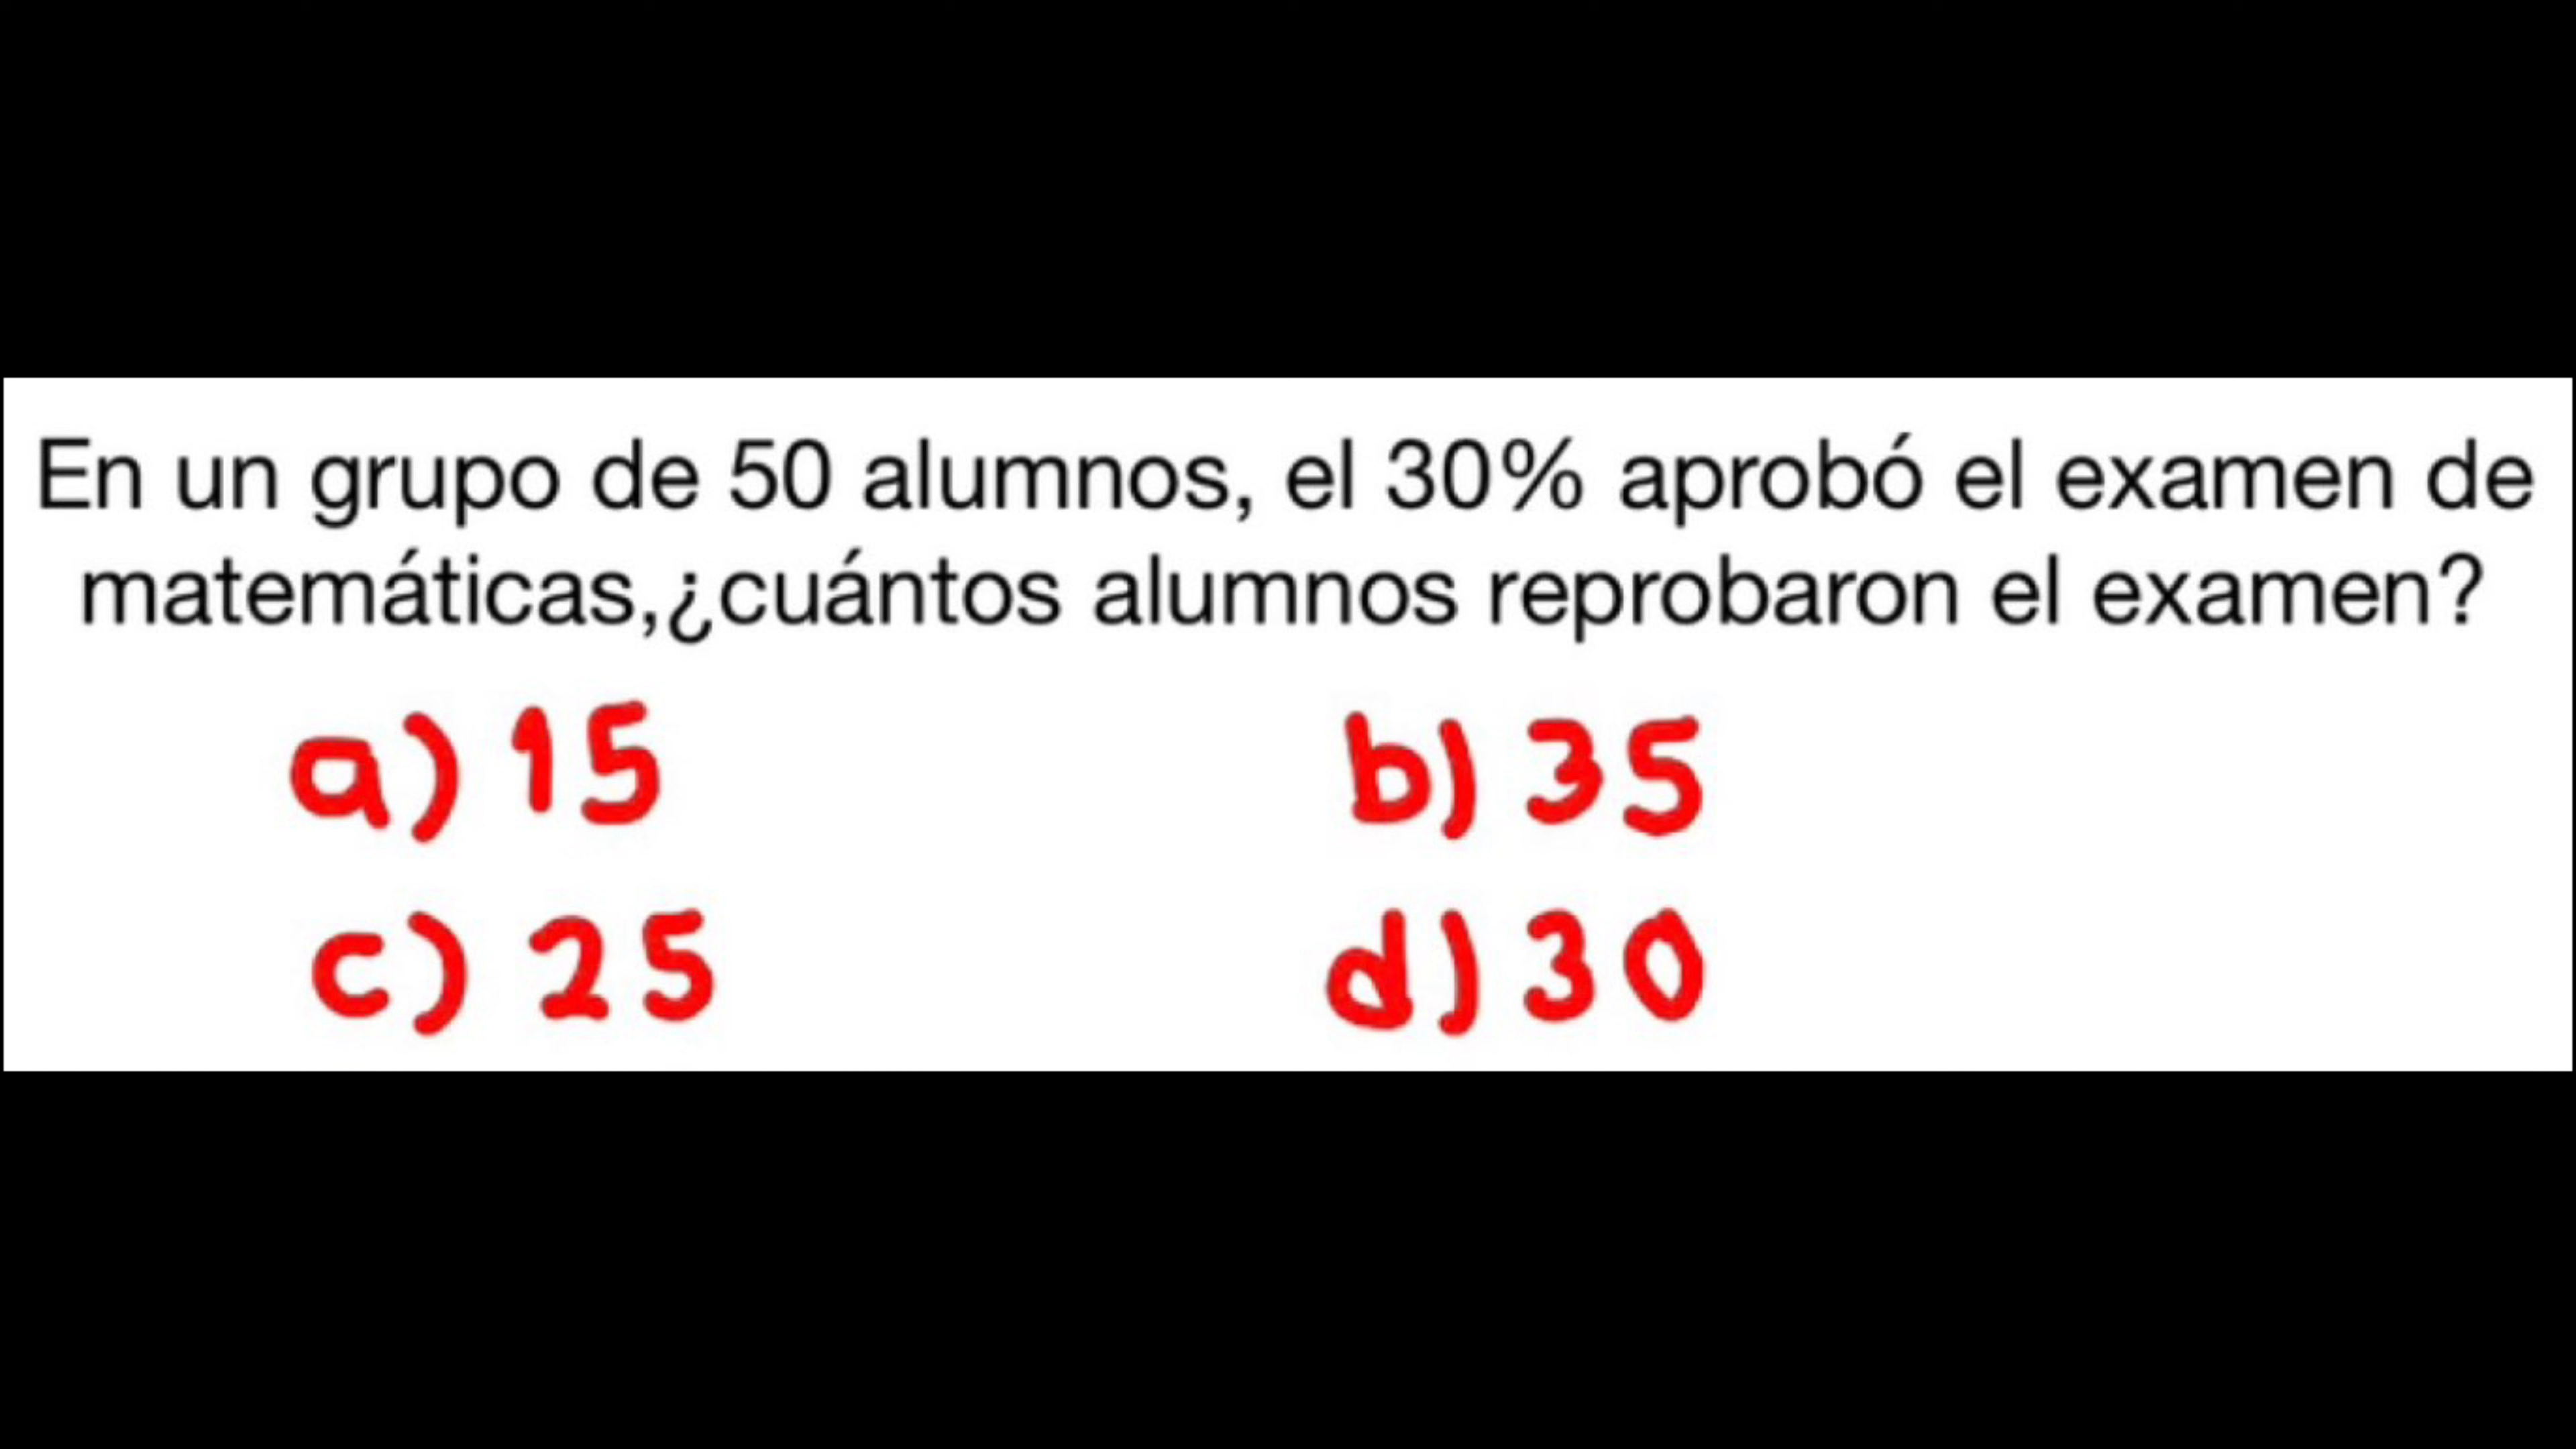 En un grupo de 50 alumnos, el 30% aprobó el examen de
matemáticas,¿cuántos alumnos reprobaron el examen?
a) 15 b) 35
c) 25 d) 30